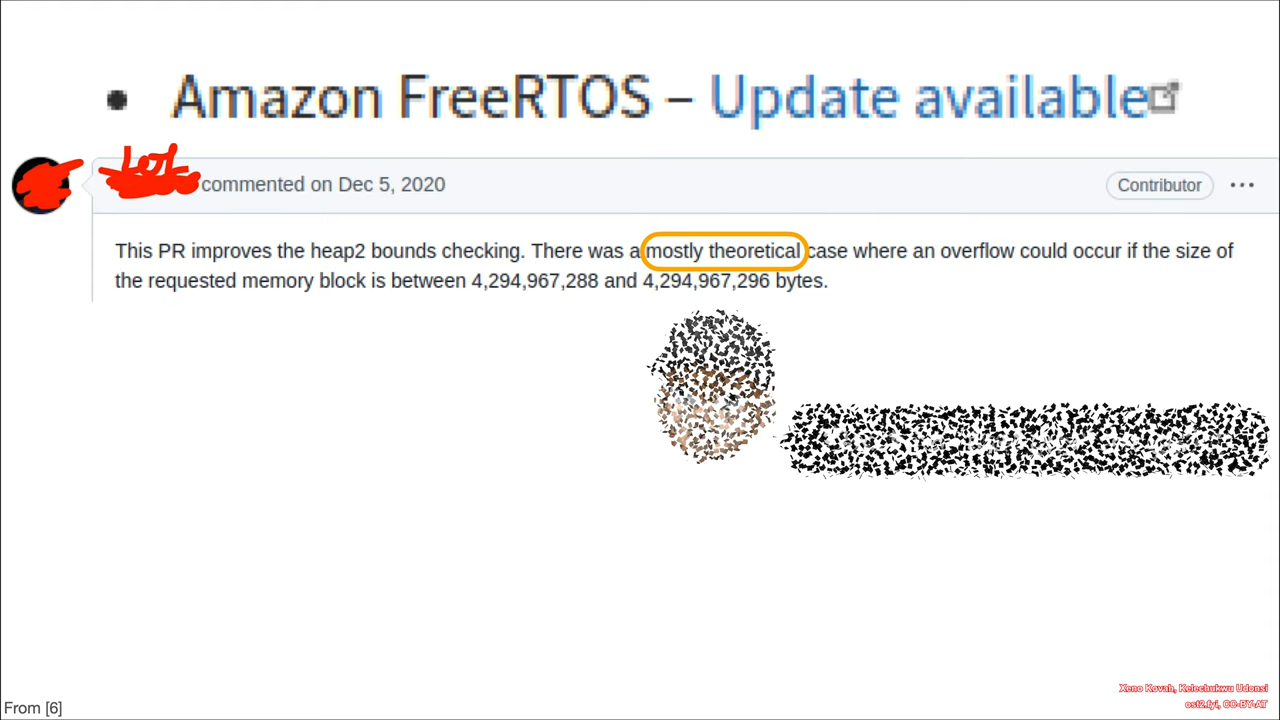 • Amazon FreeRTOS – Update available
commented on Dec 5, 2020
Contributor
This PR improves the heap2 bounds checking. There was a mostly theoretical case where an overflow could occur if the size of
the requested memory block is between 4,294,967,288 and 4,294,967,296 bytes.
Xeno Kovah, Kelechukwu Udonsi
ost2.fyi, CC-BY-AT
From [6]